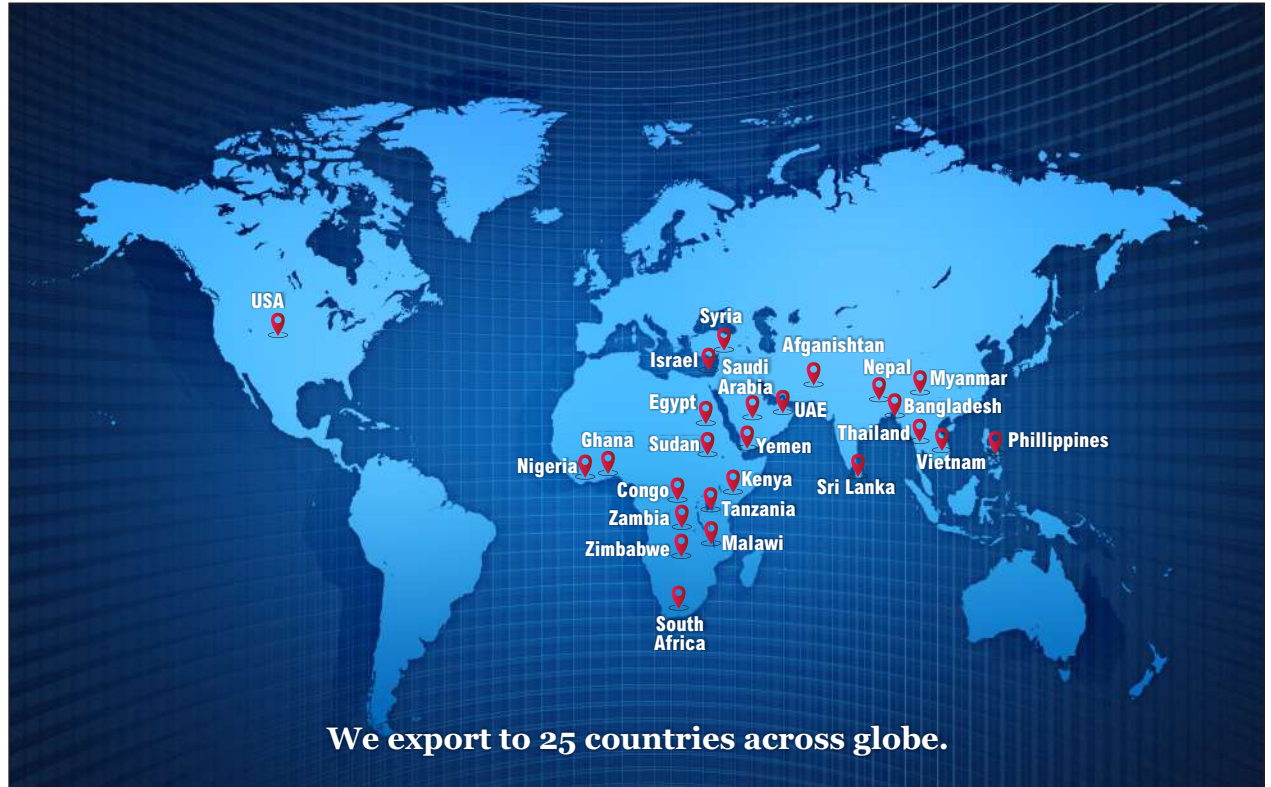 USA
Syria
Israel
Saudi
Arabia
Afganishtan
Nepal
Myanmar
Egypt
UAE
Bangladesh
Sudan
Yemen
Thailand
Vietnam
Phillippines
Ghana
Nigeria
Sri Lanka
Congo
Kenya
Tanzania
Zambia
Malawi
Zimbabwe
South
Africa
We export to 25 countries across globe.